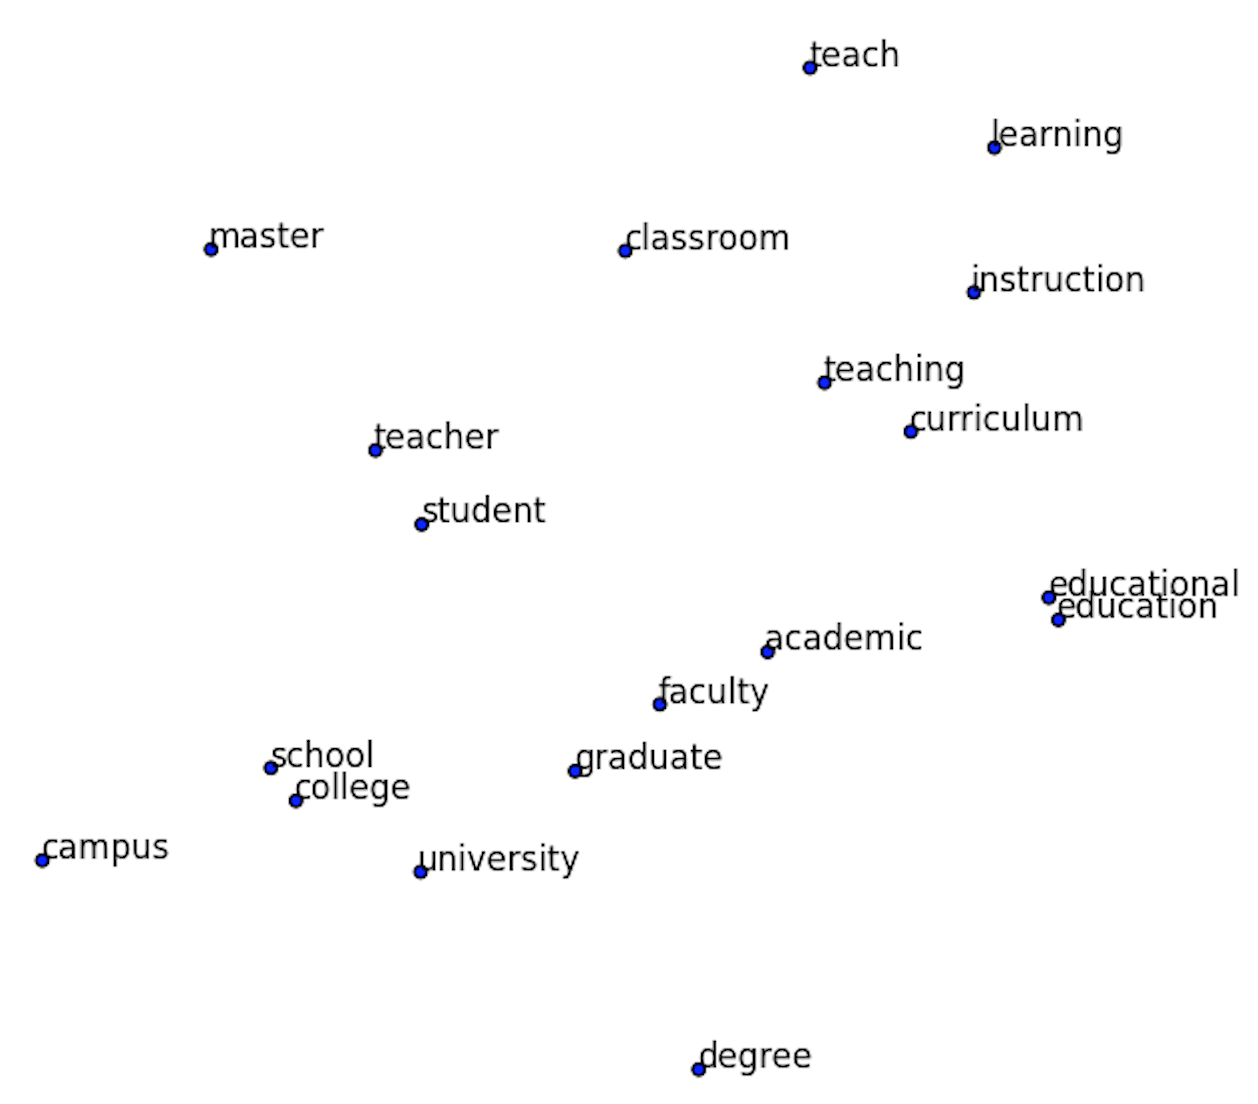 teach
learning
master
classroom
instruction
teaching
curriculum
teacher
student
educational
education
academic
faculty
school
graduate
college
campus
university
degree